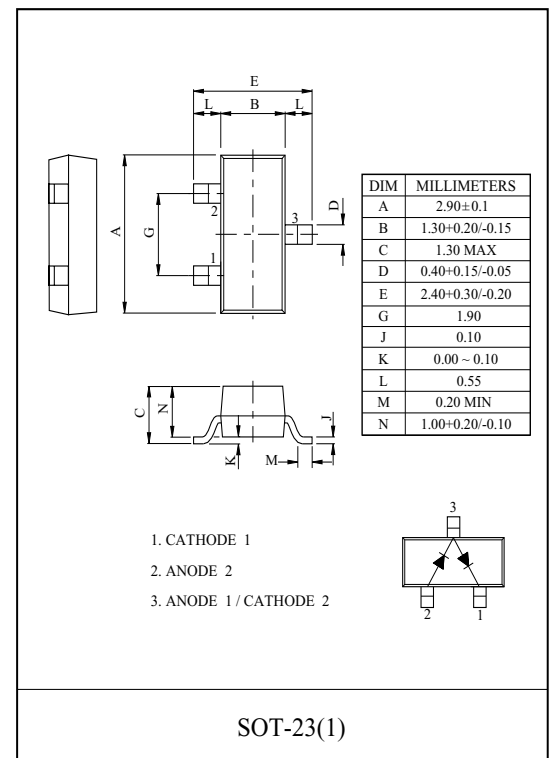 E
L B L
A
G
2
1
3
D
DIM MILLIMETERS
A 2.90±0.1
B 1.30+0.20/-0.15
C 1.30 MAX
D 0.40+0.15/-0.05
E 2.40+0.30/-0.20
G 1.90
J 0.10
K 0.00 ~ 0.10
L 0.55
M 0.20 MIN
N 1.00+0.20/-0.10
C
N
K
M
J
1. CATHODE 1
2. ANODE 2
3. ANODE 1 / CATHODE 2
3
2 1
SOT-23(1)